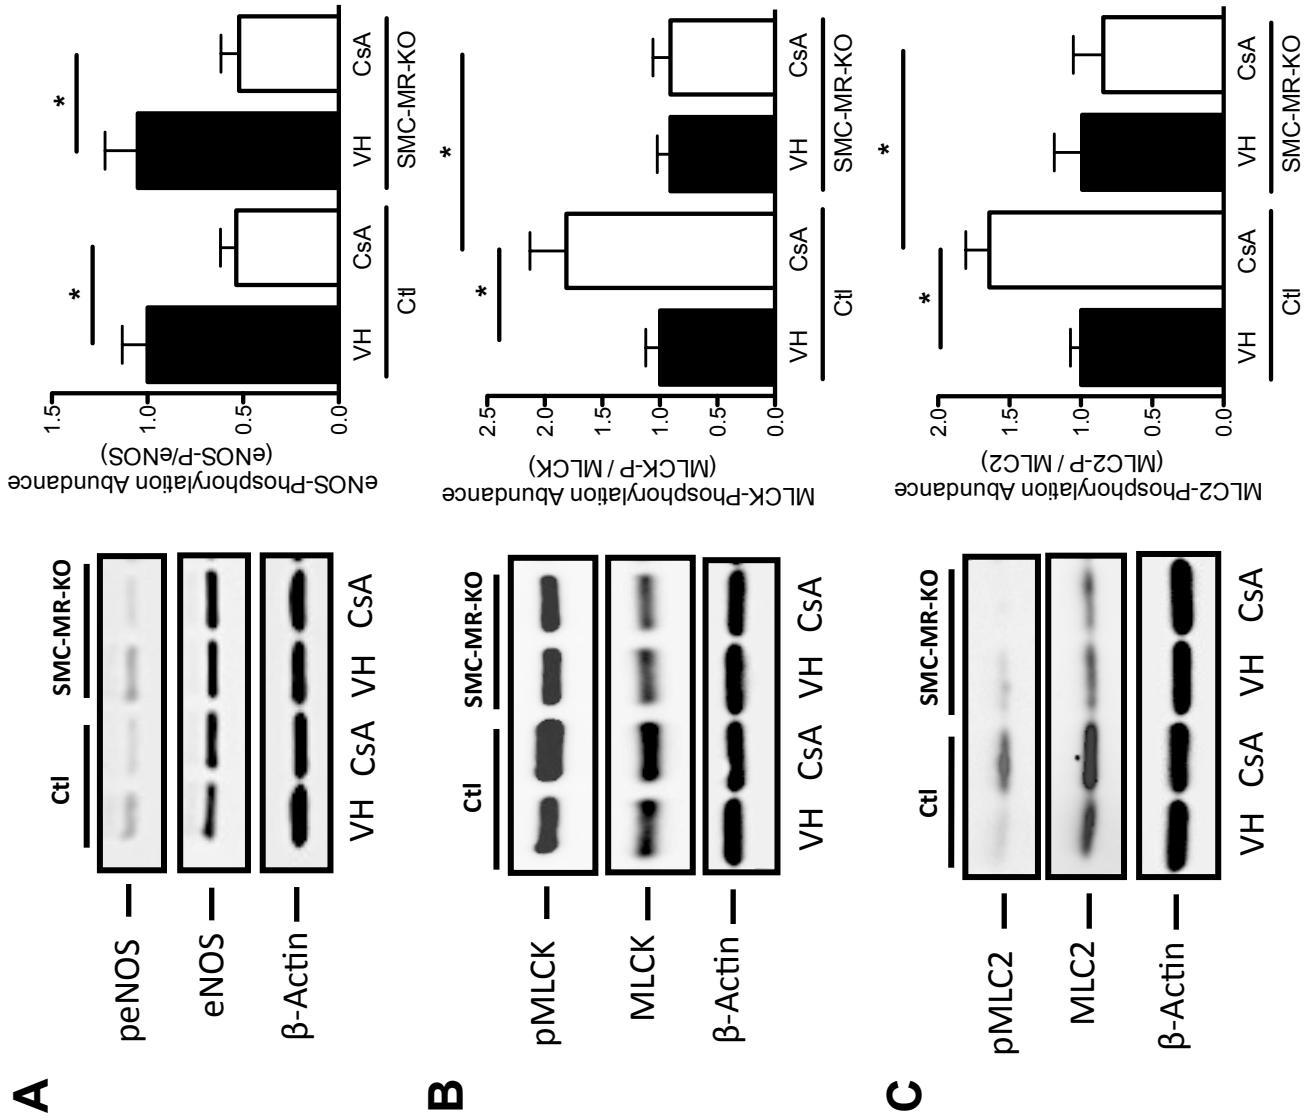 A
Ctl SMC-MR-KO
peNOS
eNOS
β-Actin
VH CsA VH CsA
eNOS-Phosphorylation Abundance
(eNOS-P/eNOS)
1.5
1.0
0.5
0.0
* *
VH CsA VH CsA
Ctl SMC-MR-KO
B
Ctl SMC-MR-KO
pMLCK
MLCK
β-Actin
VH CsA VH CsA
MLCK-Phosphorylation Abundance
(MLCK-P / MLCK)
2.5
2.0
1.5
1.0
0.5
0.0
* *
VH CsA VH CsA
Ctl SMC-MR-KO
C
Ctl SMC-MR-KO
pMLC2
MLC2
β-Actin
VH CsA VH CsA
MLC2-Phosphorylation Abundance
(MLC2-P / MLC2)
2.0
1.5
1.0
0.5
0.0
* *
VH CsA VH CsA
Ctl SMC-MR-KO